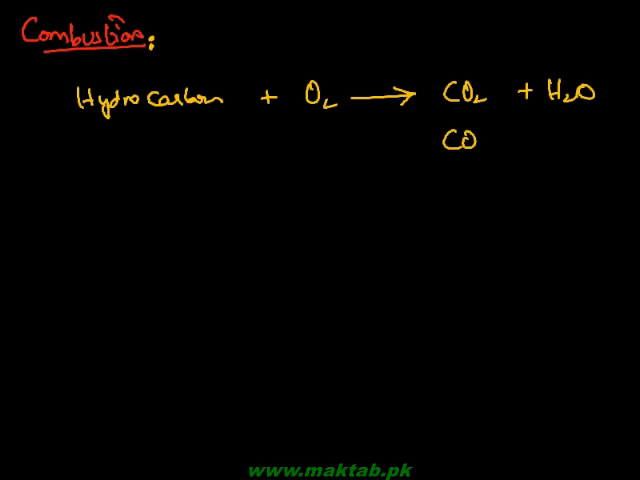 Combustion:
Hydrocarbon + O₂ ⟶ CO₂ + H₂O
CO
www.maktab.pk